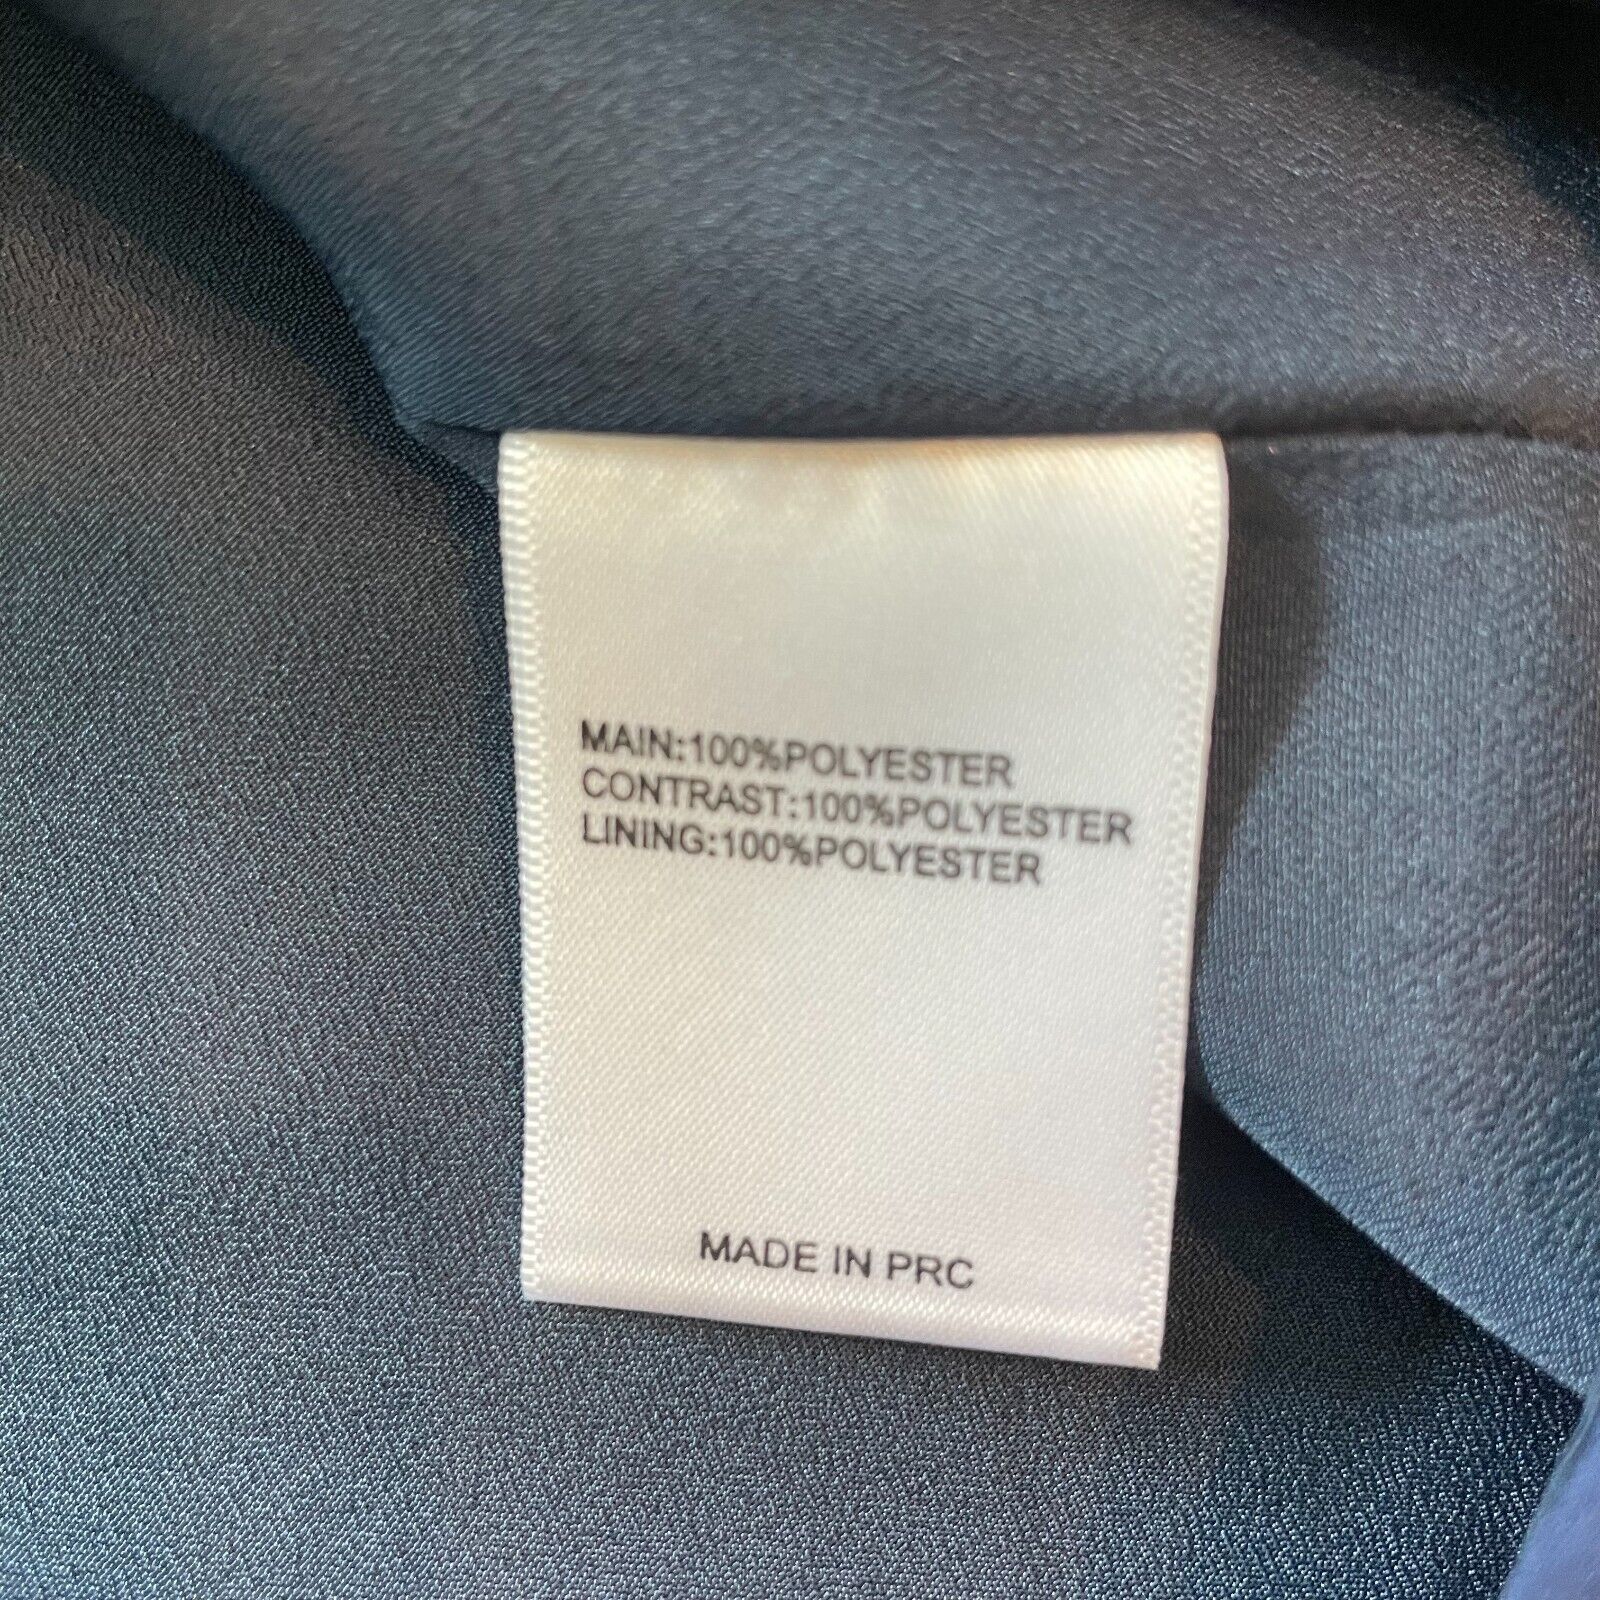 MAIN:100%POLYESTER
CONTRAST:100%POLYESTER
LINING:100%POLYESTER
MADE IN PRC